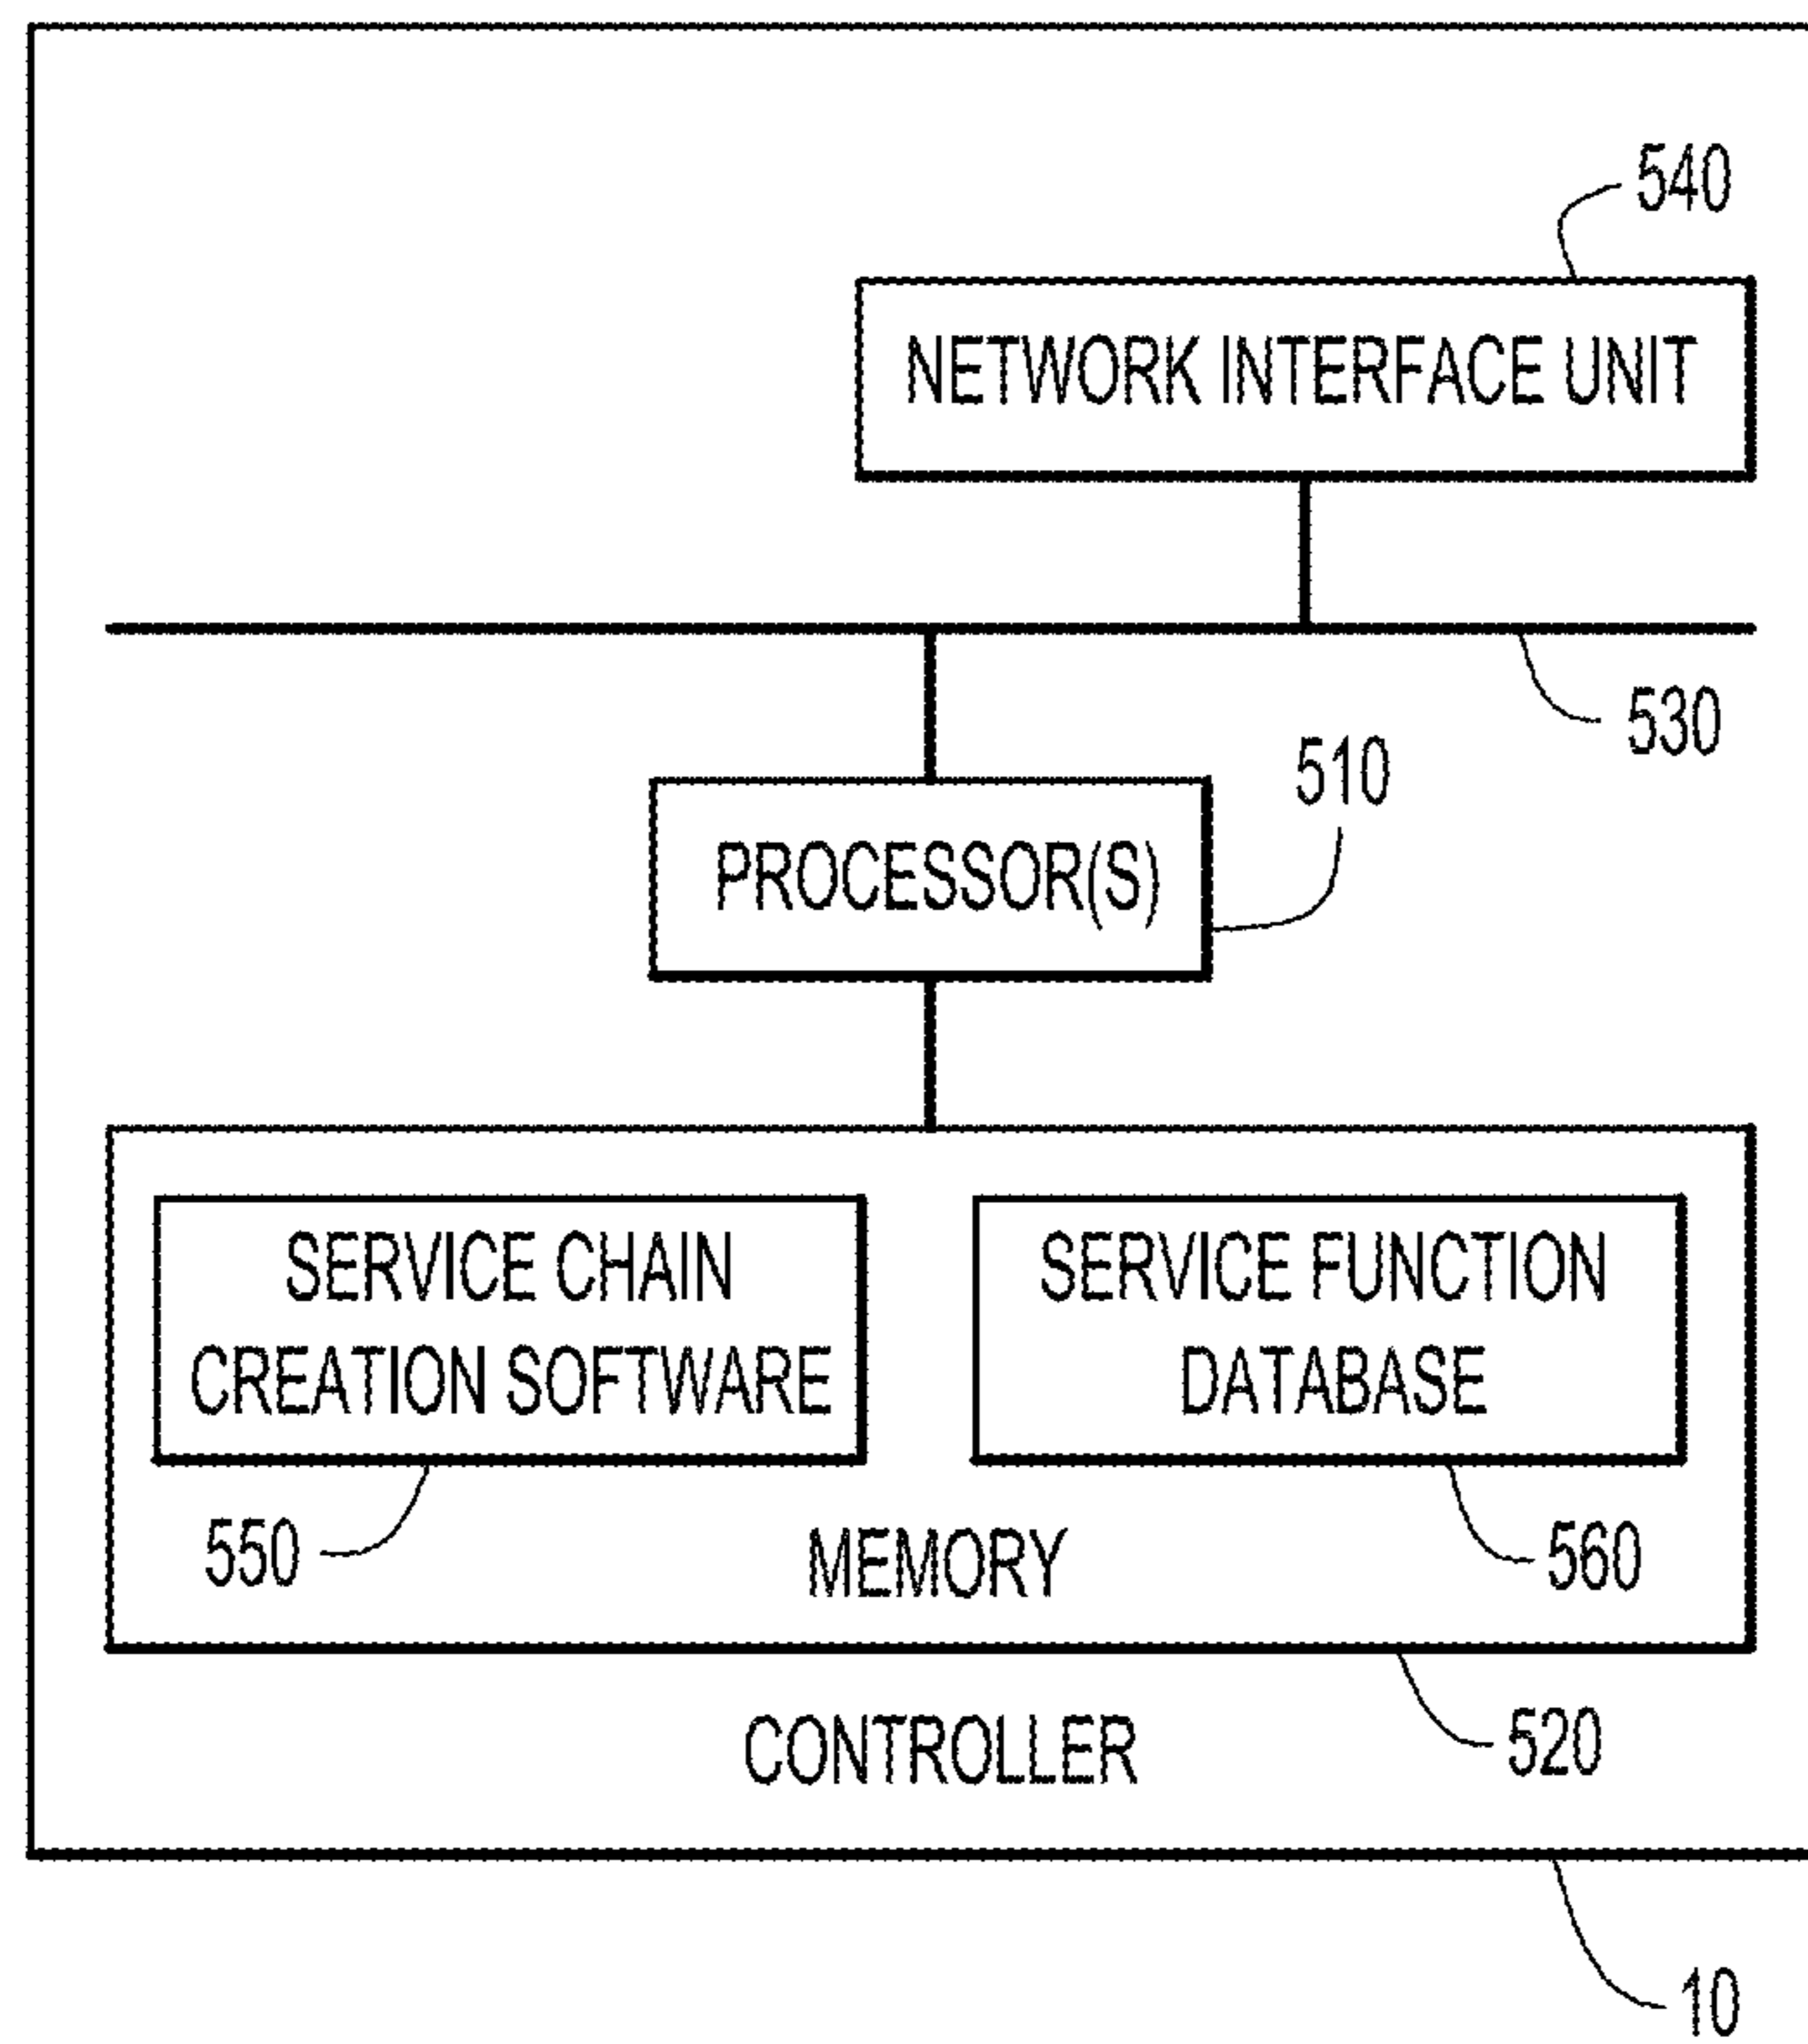 540
NETWORK INTERFACE UNIT
530
510
PROCESSOR(S)
SERVICE CHAIN
CREATION SOFTWARE
SERVICE FUNCTION
DATABASE
550
MEMORY
560
CONTROLLER
520
10